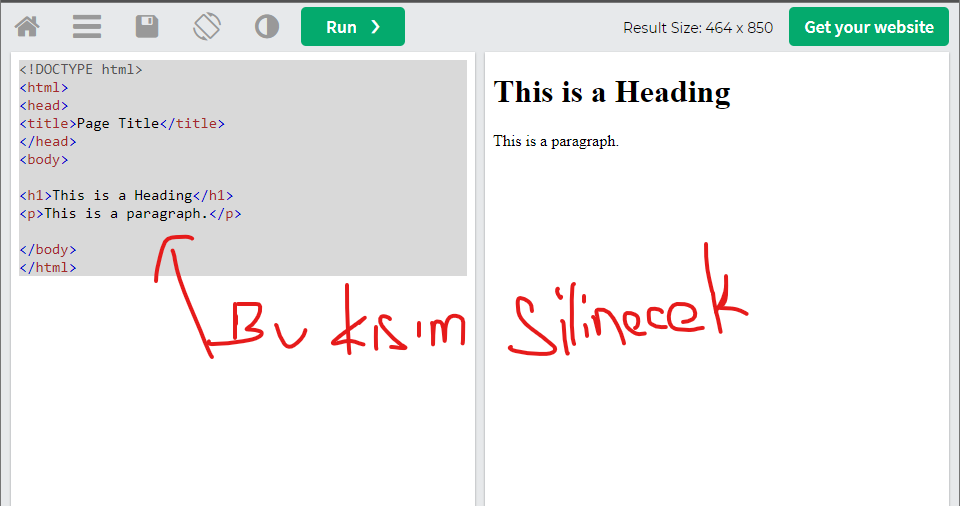 Run ❯
Result Size: 464 x 850
Get your website
<!DOCTYPE html>
<html>
<head>
<title>Page Title</title>
</head>
<body>
<h1>This is a Heading</h1>
<p>This is a paragraph.</p>
</body>
</html>
This is a Heading
This is a paragraph.
Bu kısım Silinecek